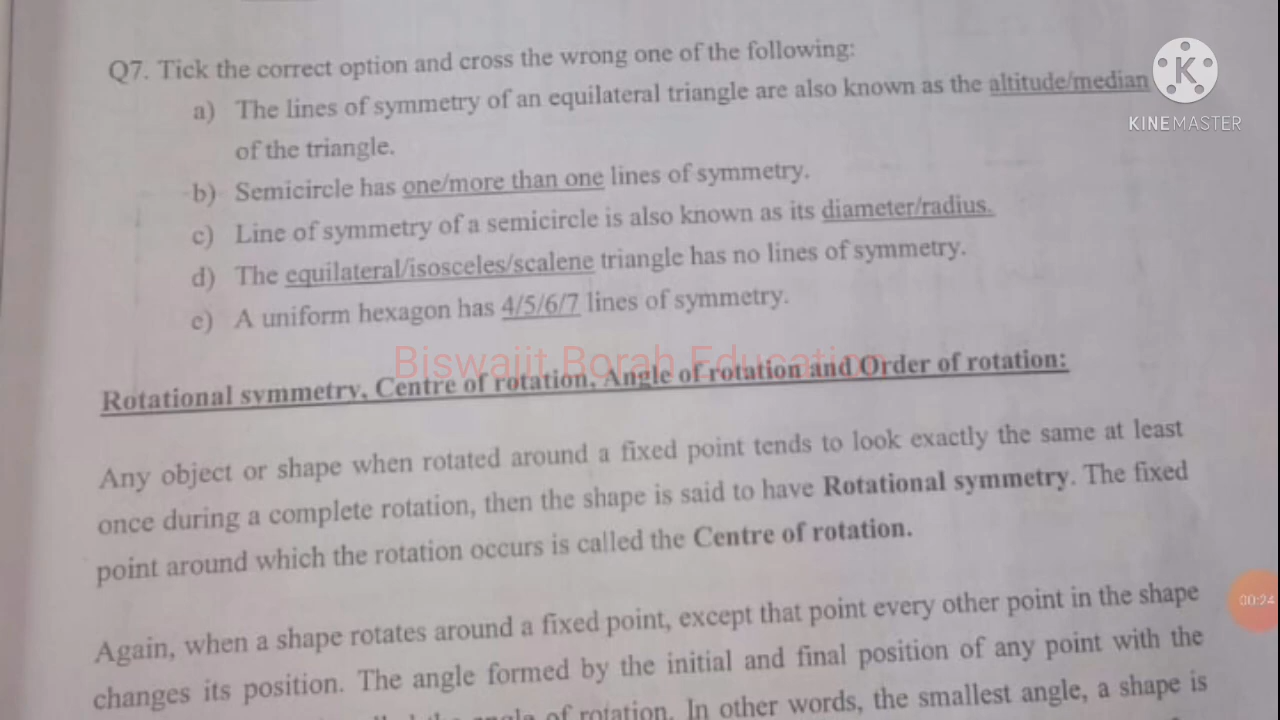 Q7. Tick the correct option and cross the wrong one of the following:
a) The lines of symmetry of an equilateral triangle are also known as the altitude/median
of the triangle.
b) Semicircle has one/more than one lines of symmetry.
c) Line of symmetry of a semicircle is also known as its diameter/radius.
d) The equilateral/isosceles/scalene triangle has no lines of symmetry.
e) A uniform hexagon has 4/5/6/7 lines of symmetry.
K
KINEMASTER
Biswajit Borah Education
Rotational symmetry, Centre of rotation, Angle of rotation and Order of rotation:
Any object or shape when rotated around a fixed point tends to look exactly the same at least
once during a complete rotation, then the shape is said to have Rotational symmetry. The fixed
point around which the rotation occurs is called the Centre of rotation.
00:24
Again, when a shape rotates around a fixed point, except that point every other point in the shape
changes its position. The angle formed by the initial and final position of any point with the
of rotation. In other words, the smallest angle, a shape is